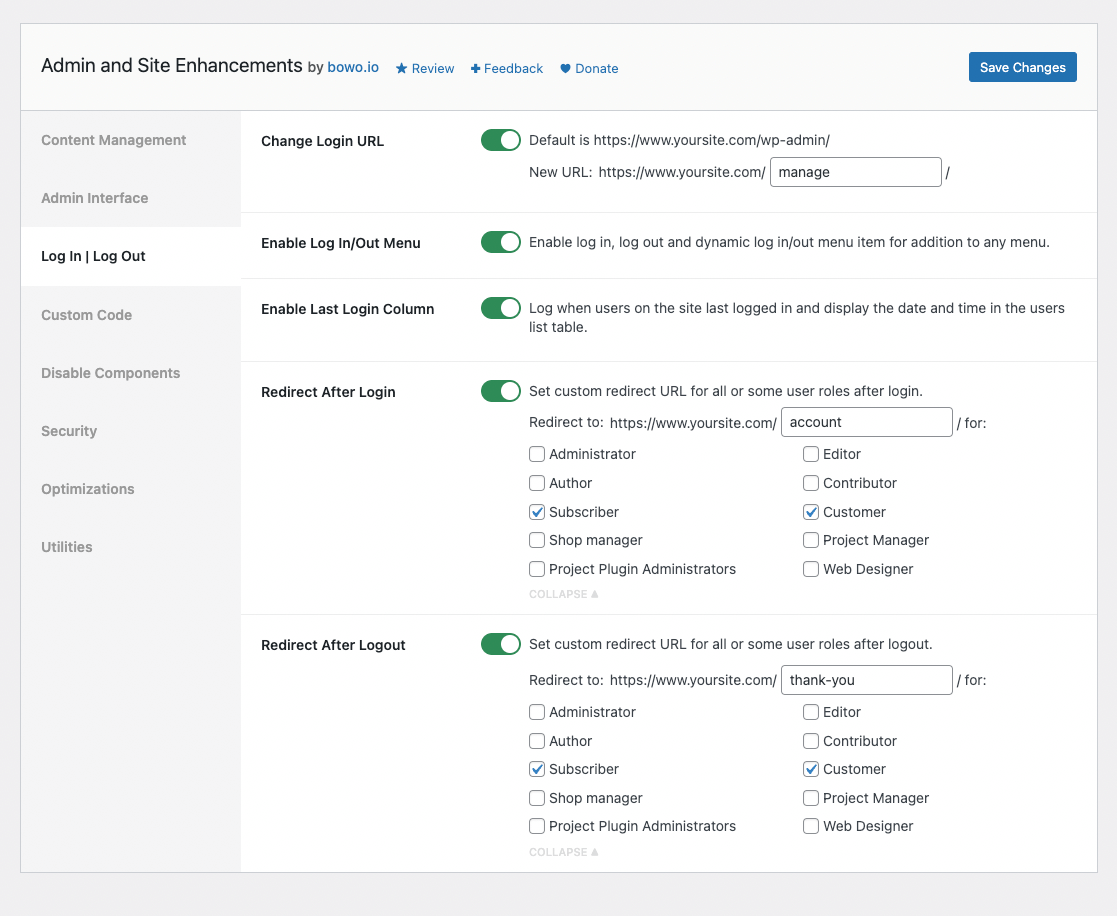 Admin and Site Enhancements by bowo.io Review Feedback Donate Save Changes
Content Management
Admin Interface
Log In | Log Out
Custom Code
Disable Components
Security
Optimizations
Utilities
Change Login URL
Default is https://www.yoursite.com/wp-admin/
New URL: https://www.yoursite.com/ manage /
Enable Log In/Out Menu
Enable log in, log out and dynamic log in/out menu item for addition to any menu.
Enable Last Login Column
Log when users on the site last logged in and display the date and time in the users
list table.
Redirect After Login
Set custom redirect URL for all or some user roles after login.
Redirect to: https://www.yoursite.com/ account / for:
Administrator Editor
Author Contributor
Subscriber Customer
Shop manager Project Manager
Project Plugin Administrators Web Designer
COLLAPSE ▲
Redirect After Logout
Set custom redirect URL for all or some user roles after logout.
Redirect to: https://www.yoursite.com/ thank-you / for:
Administrator Editor
Author Contributor
Subscriber Customer
Shop manager Project Manager
Project Plugin Administrators Web Designer
COLLAPSE ▲